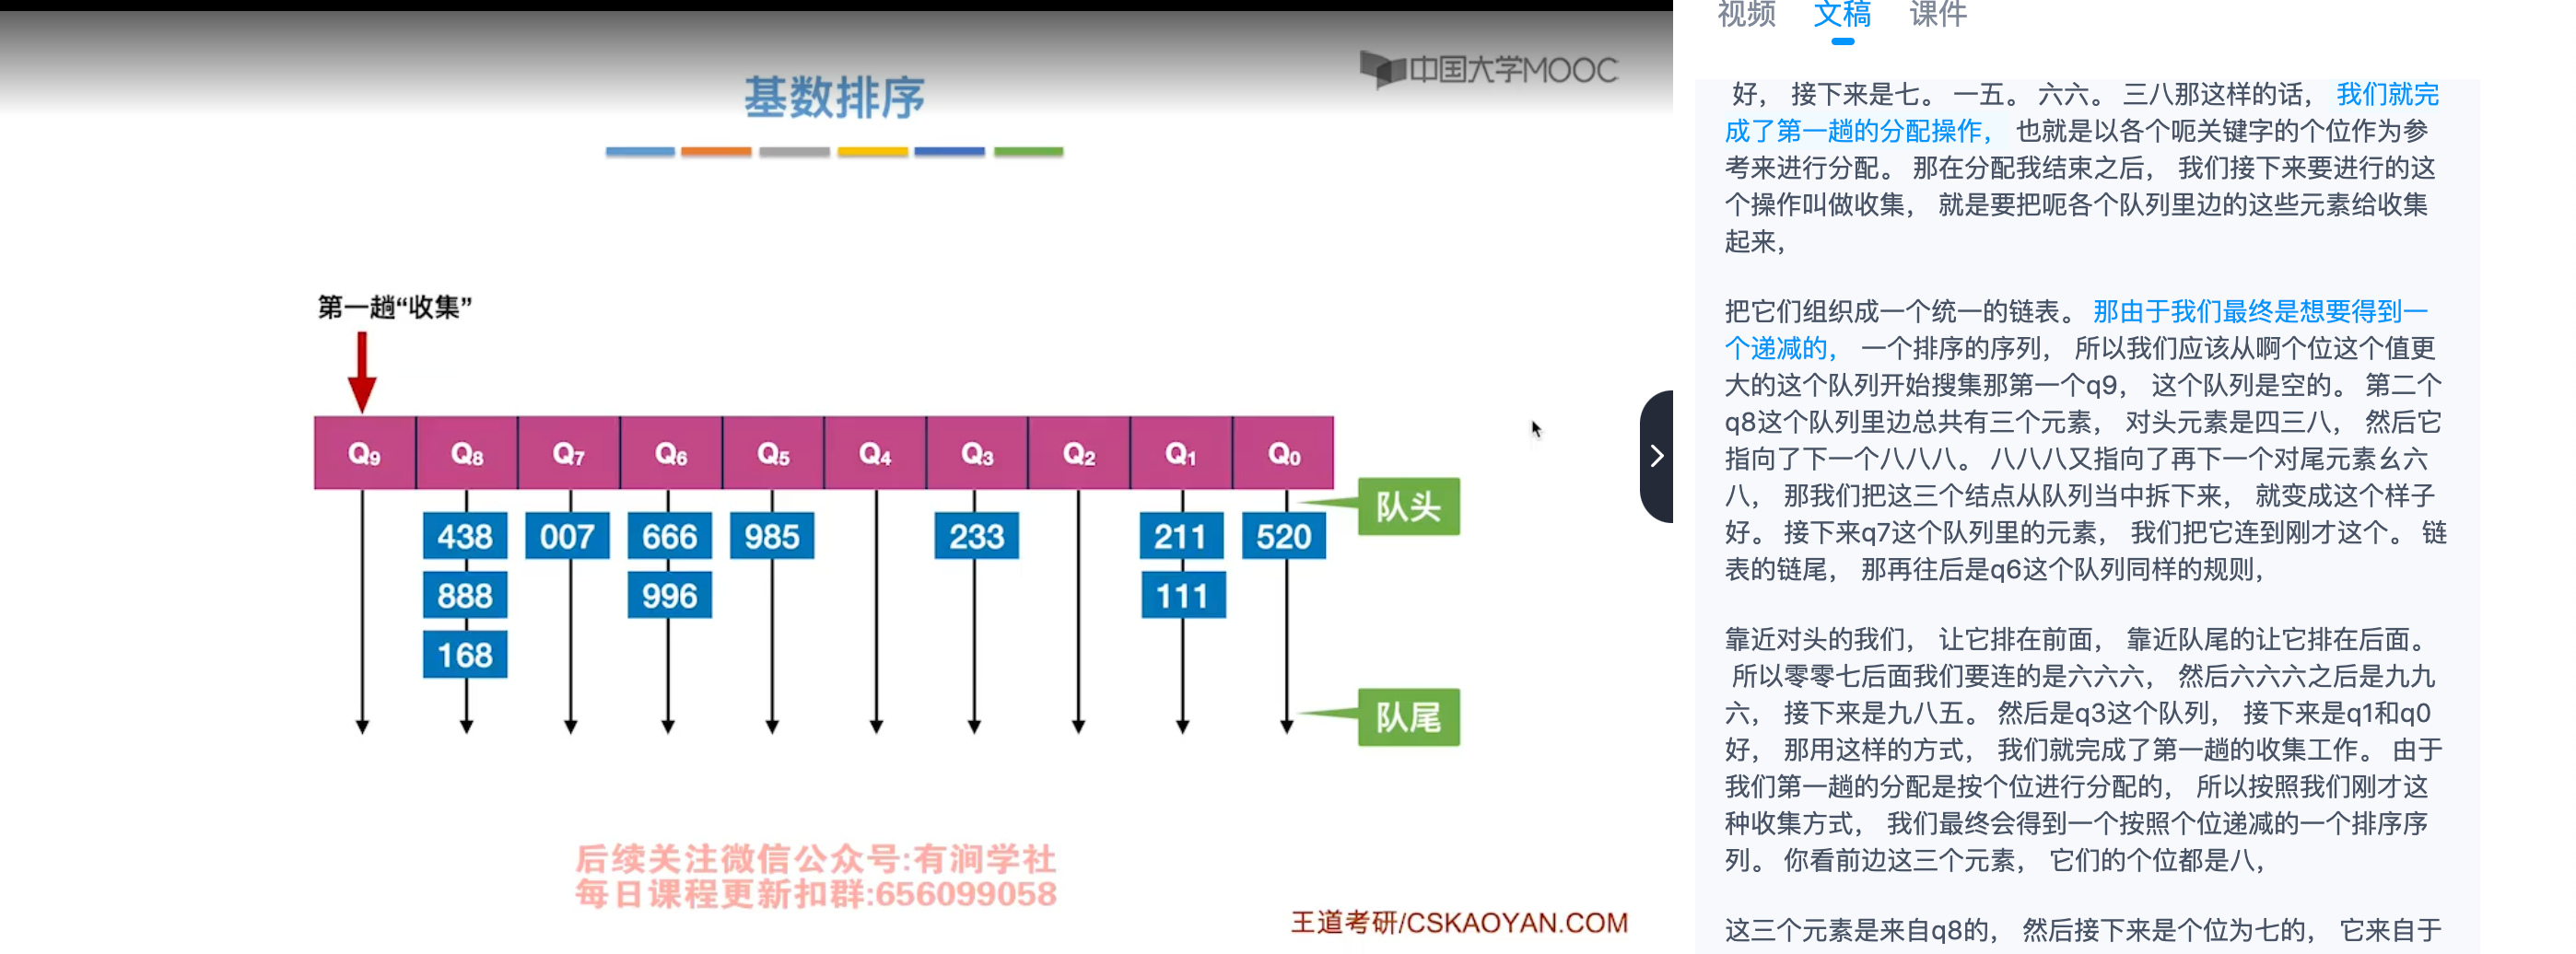 中国大学MOOC
基数排序
第一趟“收集”
Q9 Q8 Q7 Q6 Q5 Q4 Q3 Q2 Q1 Q0
队头
438 007 666 985 233 211 520
888 996 111
168
队尾
后续关注微信公众号:有涧学社
每日课程更新扣群:656099058
王道考研/CSKAOYAN.COM
视频 文稿 课件
好， 接下来是七。 一五。 六六。 三八那这样的话， 我们就完
成了第一趟的分配操作， 也就是以各个呃关键字的个位作为参
考来进行分配。 那在分配我结束之后， 我们接下来要进行的这
个操作叫做收集， 就是要把呃各个队列里边的这些元素给收集
起来，
把它们组织成一个统一的链表。 那由于我们最终是想要得到一
个递减的， 一个排序的序列， 所以我们应该从啊个位这个值更
大的这个队列开始搜集那第一个q9， 这个队列是空的。 第二个
q8这个队列里边总共有三个元素， 对头元素是四三八， 然后它
指向了下一个八八八。 八八八又指向了再下一个对尾元素幺六
八， 那我们把这三个结点从队列当中拆下来， 就变成这个样子
好。 接下来q7这个队列里的元素， 我们把它连到刚才这个。 链
表的链尾， 那再往后是q6这个队列同样的规则，
靠近对头的我们， 让它排在前面， 靠近队尾的让它排在后面。
所以零零七后面我们要连的是六六六， 然后六六六之后是九九
六， 接下来是九八五。 然后是q3这个队列， 接下来是q1和q0
好， 那用这样的方式， 我们就完成了第一趟的收集工作。 由于
我们第一趟的分配是按个位进行分配的， 所以按照我们刚才这
种收集方式， 我们最终会得到一个按照个位递减的一个排序序
列。 你看前边这三个元素， 它们的个位都是八，
这三个元素是来自q8的， 然后接下来是个位为七的， 它来自于